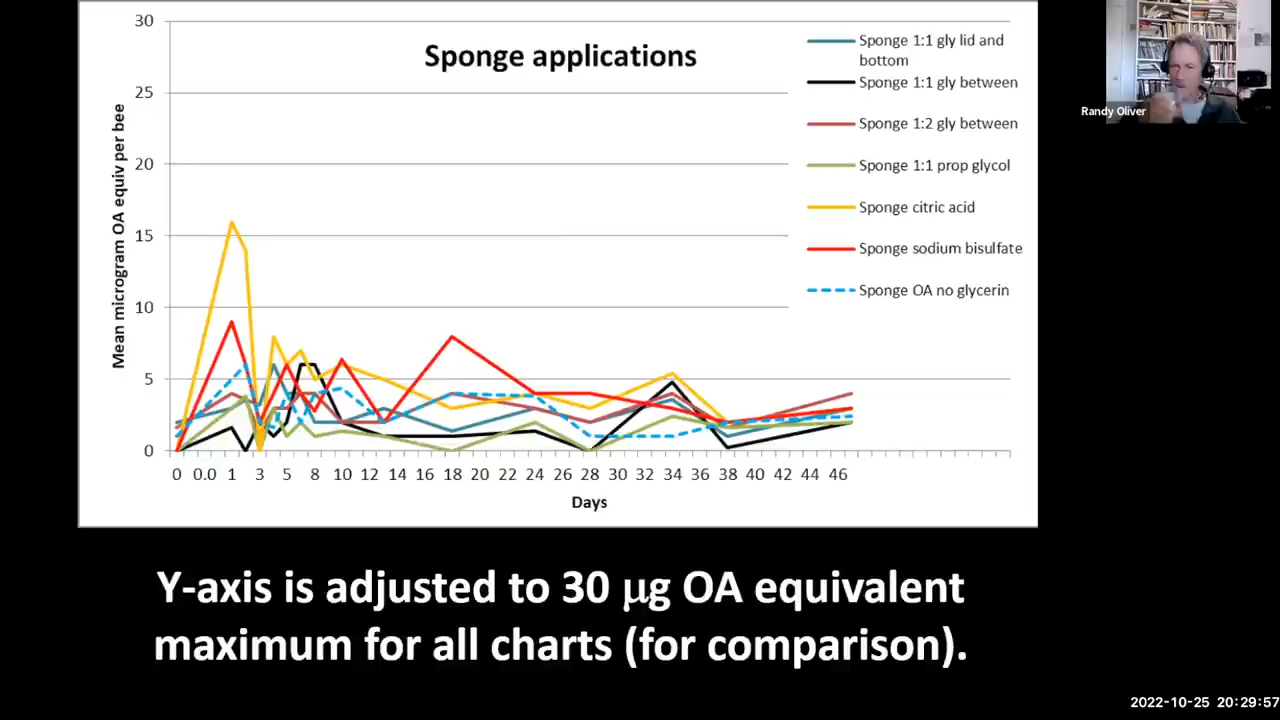 Sponge applications
30
25
20
15
10
5
0
Mean microgram OA equiv per bee
0 0.0 1 3 5 8 10 12 14 16 18 20 22 24 26 28 30 32 34 36 38 40 42 44 46
Days
Sponge 1:1 gly lid and
bottom
Sponge 1:1 gly between
Sponge 1:2 gly between
Sponge 1:1 prop glycol
Sponge citric acid
Sponge sodium bisulfate
Sponge OA no glycerin
Randy Oliver
Y-axis is adjusted to 30 µg OA equivalent
maximum for all charts (for comparison).
2022-10-25 20:29:57